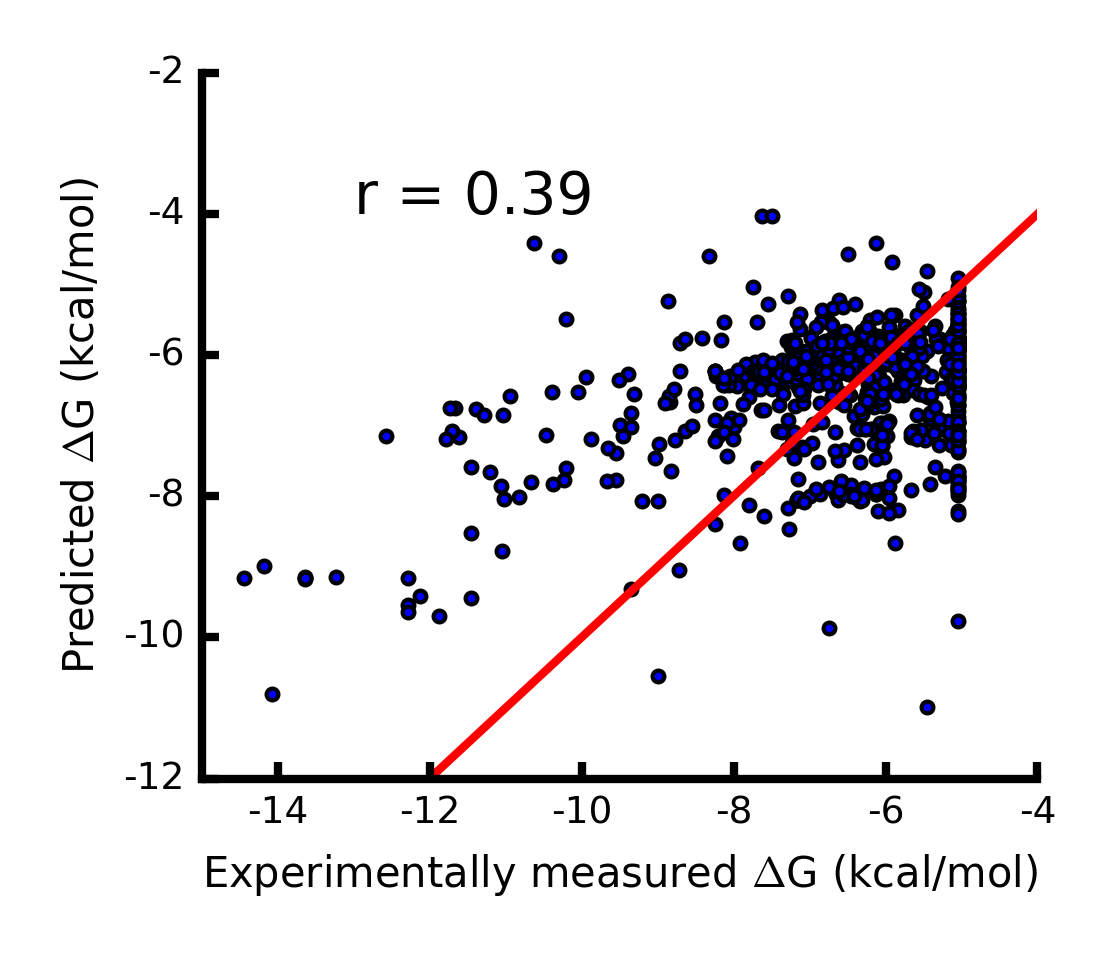 -2
r = 0.39
-4
-6
-8
-10
-12
Predicted ΔG (kcal/mol)
-14 -12 -10 -8 -6 -4
Experimentally measured ΔG (kcal/mol)